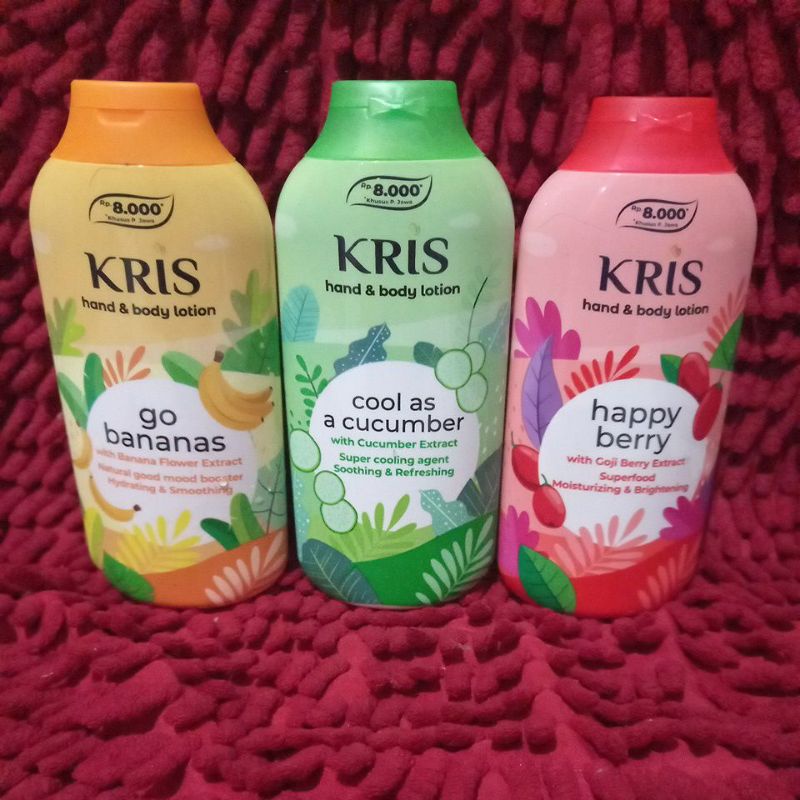 Rp. 8.000*
*Khusus P. Jawa
KRIS
hand & body lotion
go
bananas
with Banana Flower Extract
Natural good mood booster
Hydrating & Smoothing
Rp. 8.000*
*Khusus P. Jawa
KRIS
hand & body lotion
cool as
a cucumber
with Cucumber Extract
Super cooling agent
Soothing & Refreshing
Rp. 8.000*
*Khusus P. Jawa
KRIS
hand & body lotion
happy
berry
with Goji Berry Extract
Superfood
Moisturizing & Brightening